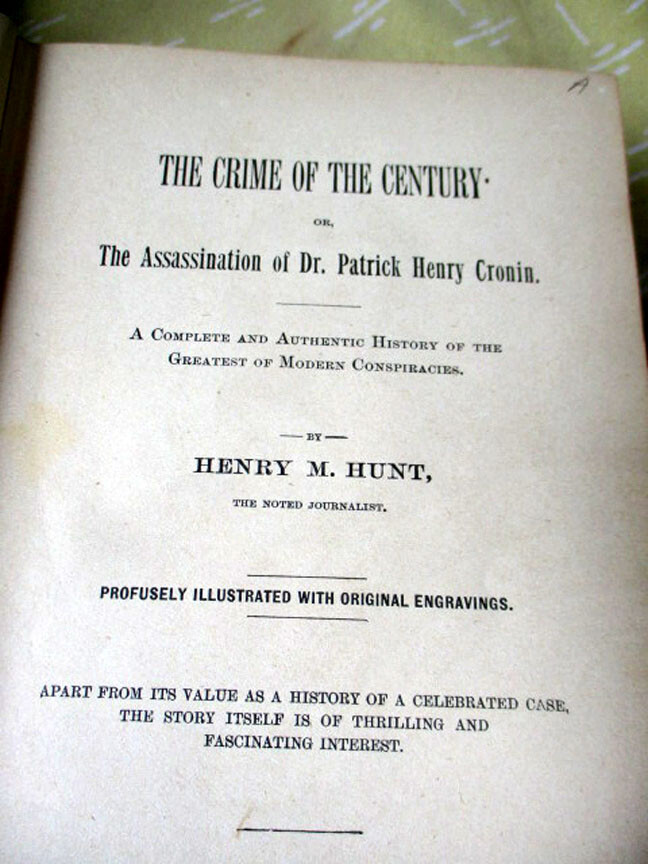 A
THE CRIME OF THE CENTURY·
OR,
The Assassination of Dr. Patrick Henry Cronin.
A COMPLETE AND AUTHENTIC HISTORY OF THE
GREATEST OF MODERN CONSPIRACIES.
— BY —
HENRY M. HUNT,
THE NOTED JOURNALIST.
PROFUSELY ILLUSTRATED WITH ORIGINAL ENGRAVINGS.
APART FROM ITS VALUE AS A HISTORY OF A CELEBRATED CASE,
THE STORY ITSELF IS OF THRILLING AND
FASCINATING INTEREST.